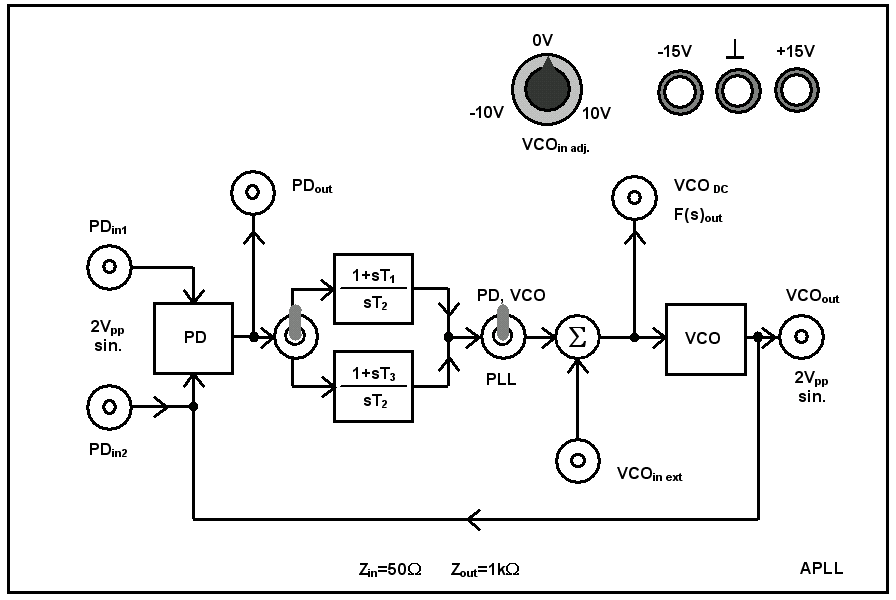 0V
-10V
10V
VCOin adj.
-15V
⊥
+15V
PDout
VCO DC
F(s)out
PDin1
2Vpp
sin.
PD
1+sT1
sT2
1+sT3
sT2
PD, VCO
PLL
Σ
VCO
VCOout
2Vpp
sin.
PDin2
VCOin ext
Zin=50Ω Zout=1kΩ
APLL